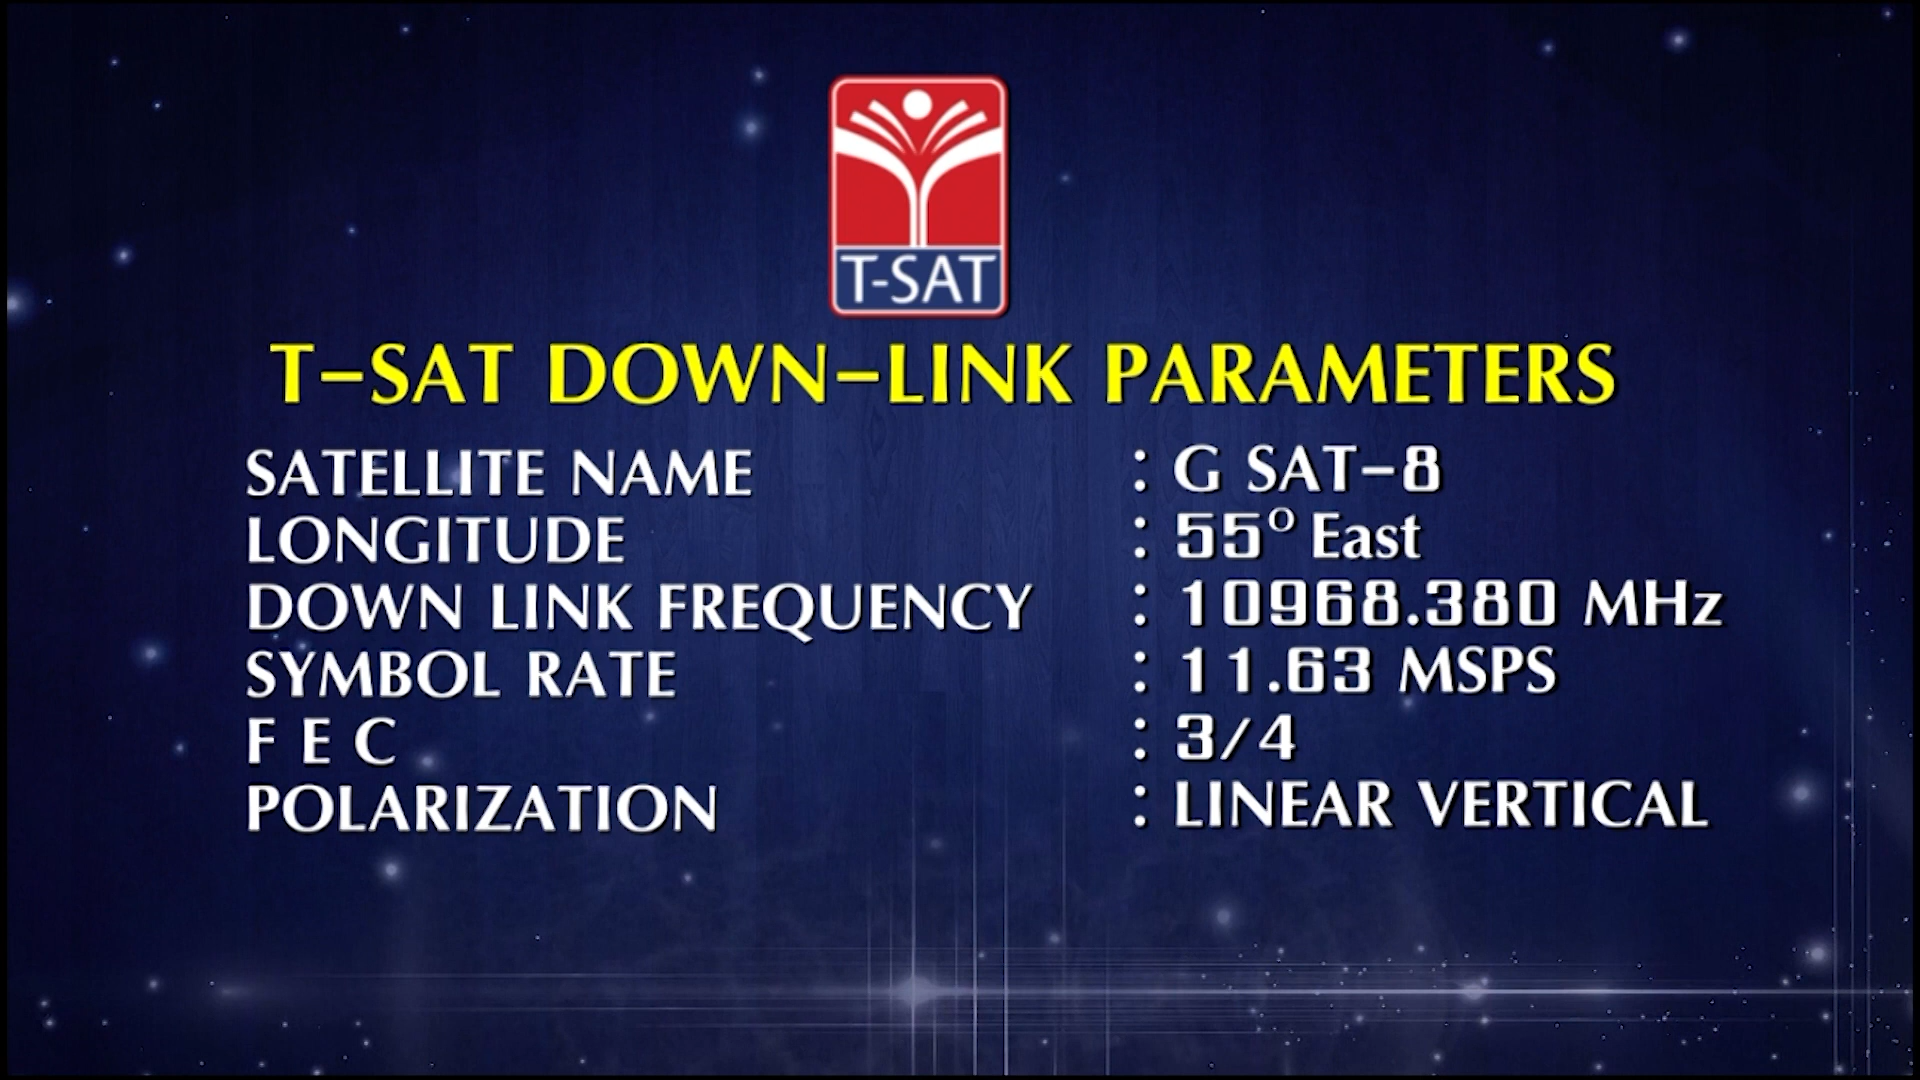 T-SAT
T-SAT DOWN-LINK PARAMETERS
SATELLITE NAME : G SAT-8
LONGITUDE : 55° East
DOWN LINK FREQUENCY : 10968.380 MHz
SYMBOL RATE : 11.63 MSPS
F E C : 3/4
POLARIZATION : LINEAR VERTICAL